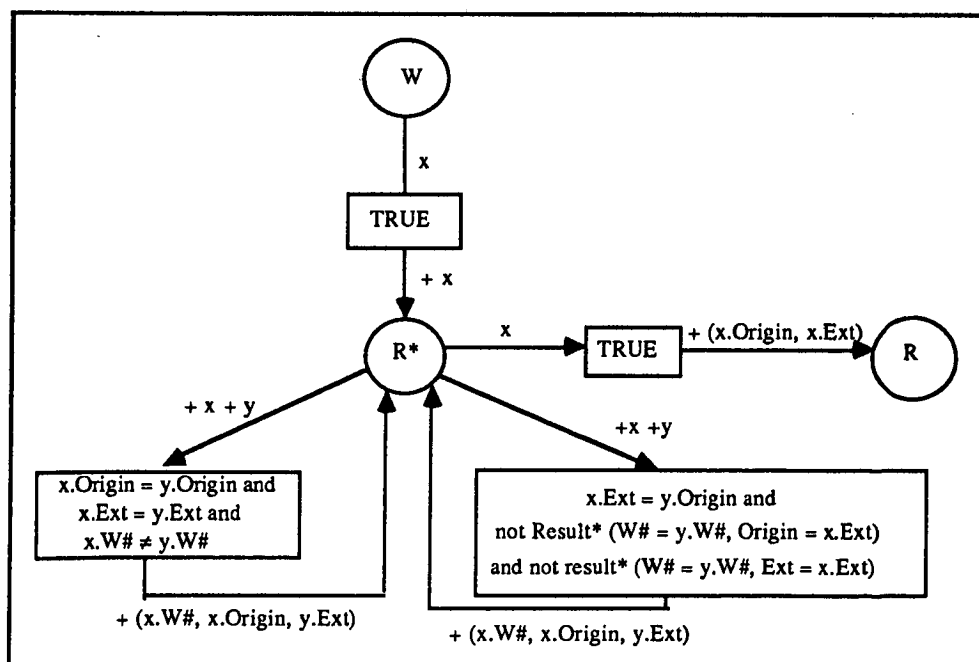 W
x
TRUE
+ x
R*
x
TRUE
+ (x.Origin, x.Ext)
R
+ x + y
+x +y
x.Origin = y.Origin and
x.Ext = y.Ext and
x.W# ≠ y.W#
x.Ext = y.Origin and
not Result* (W# = y.W#, Origin = x.Ext)
and not result* (W# = y.W#, Ext = x.Ext)
+ (x.W#, x.Origin, y.Ext)
+ (x.W#, x.Origin, y.Ext)